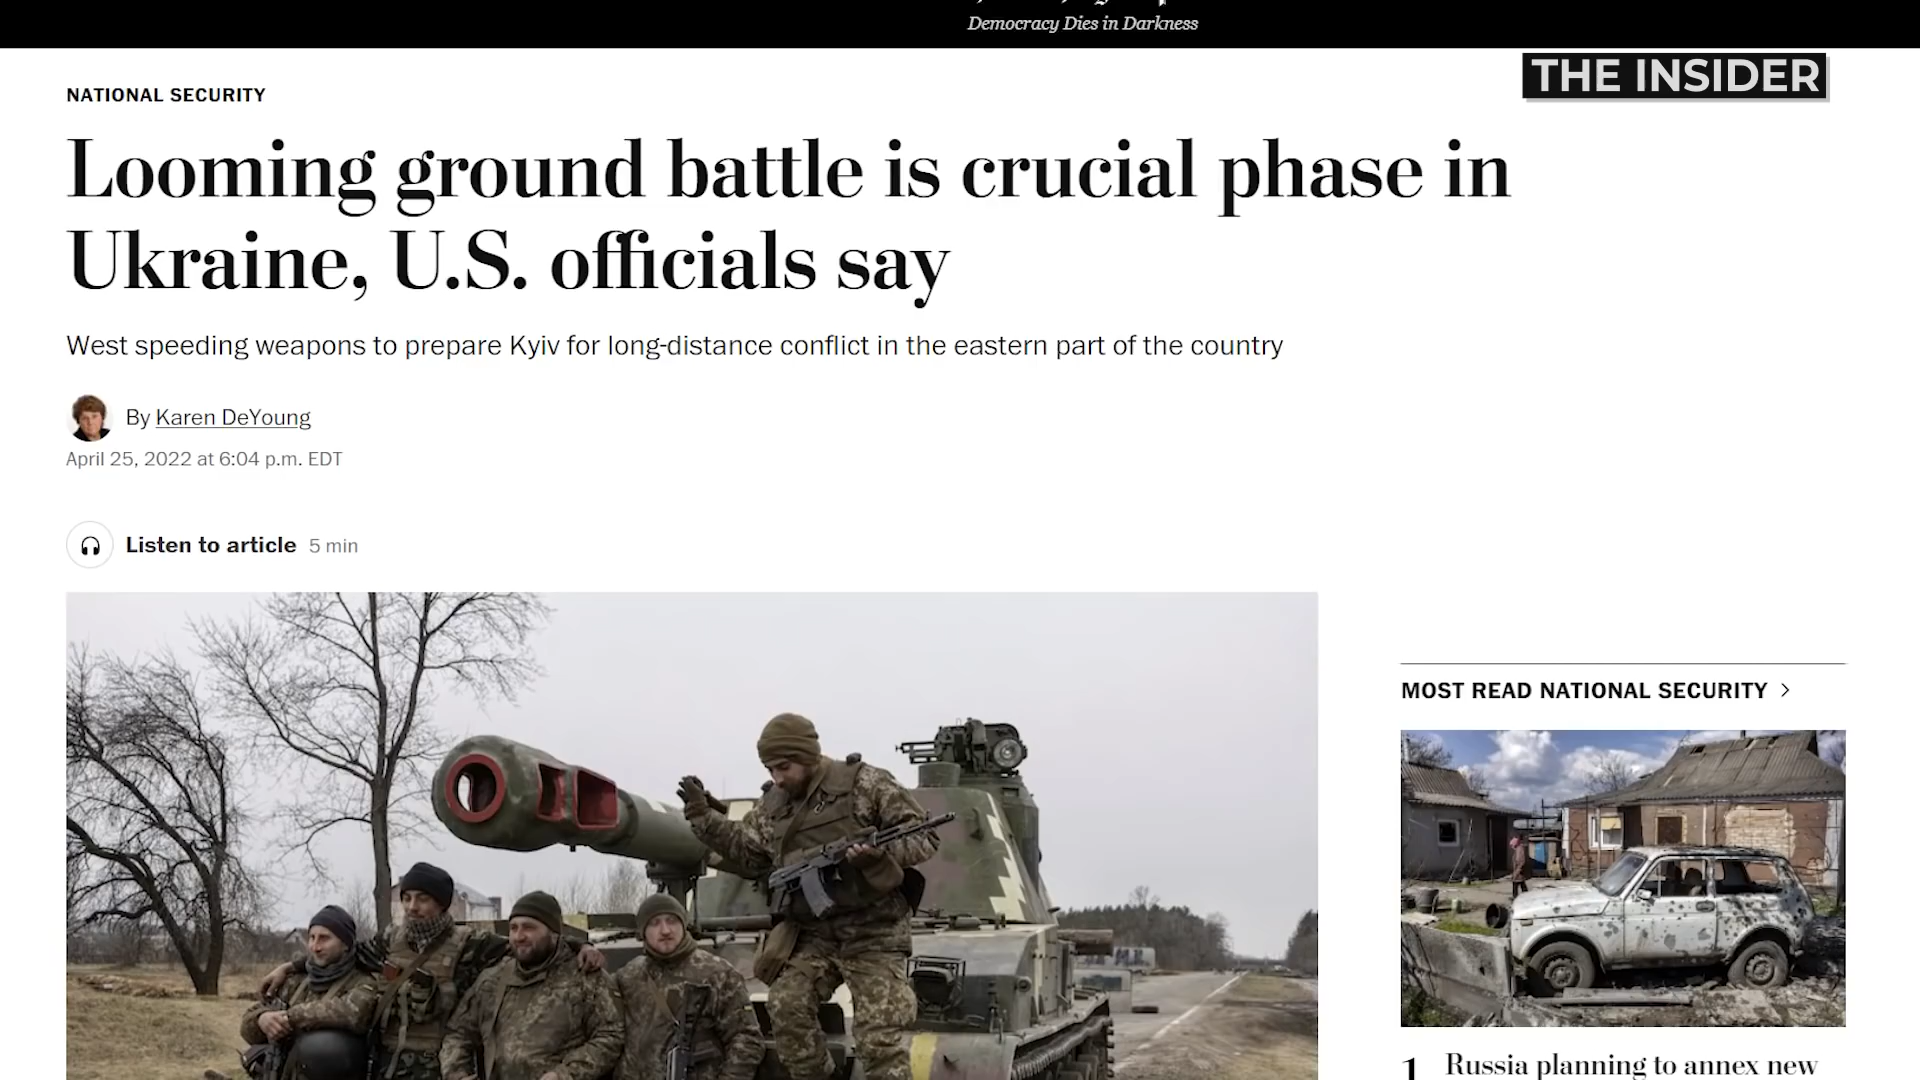 Democracy Dies in Darkness
THE INSIDER
NATIONAL SECURITY
Looming ground battle is crucial phase in
Ukraine, U.S. officials say
West speeding weapons to prepare Kyiv for long-distance conflict in the eastern part of the country
By Karen DeYoung
April 25, 2022 at 6:04 p.m. EDT
Listen to article 5 min
MOST READ NATIONAL SECURITY >
1 Russia planning to annex new